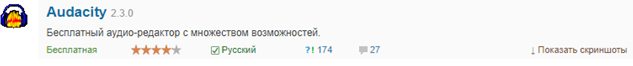 Audacity 2.3.0
Бесплатный аудио-редактор с множеством возможностей.
Бесплатная Русский ?! 174 27 ↓ Показать скриншоты